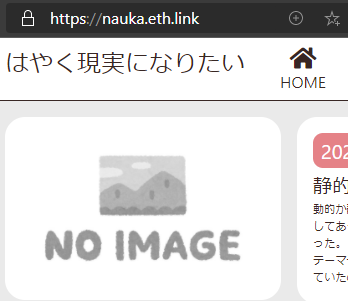 https://nauka.eth.link
はやく現実になりたい
HOME
NO IMAGE
202
静的
動的か
してあ
った。
テーマ
ていた